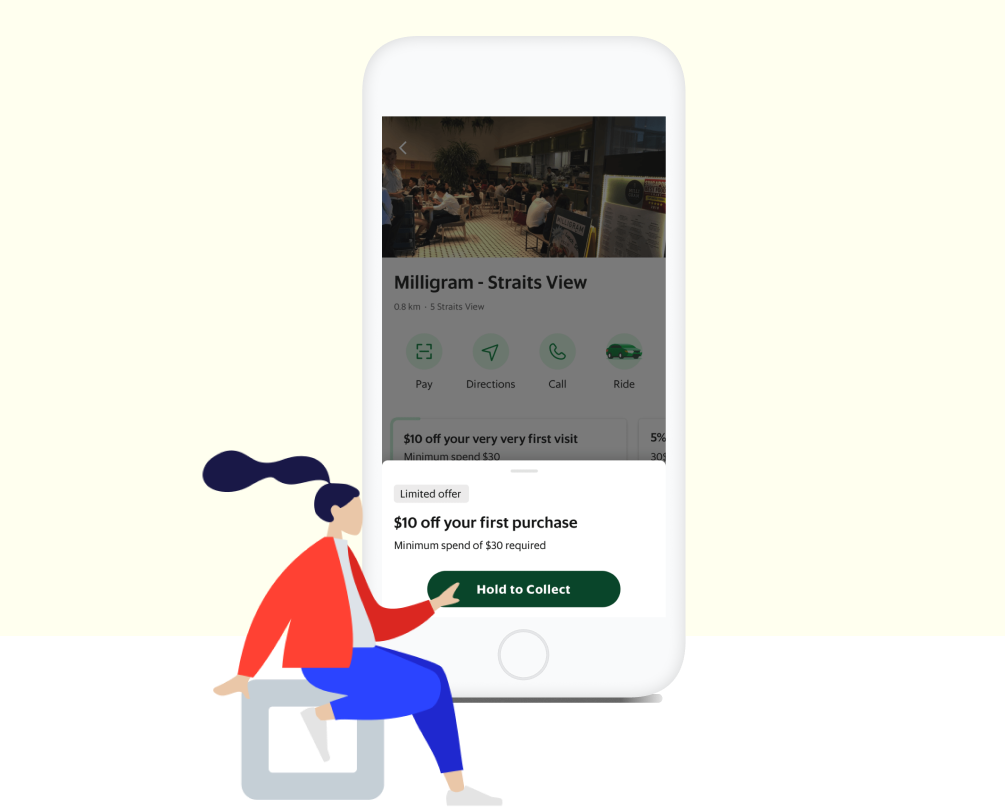 MILLIGRAM
Milligram - Straits View
0.8 km · 5 Straits View
Pay
Directions
Call
Ride
$10 off your very very first visit
5%
Minimum spend $30
30$
Limited offer
$10 off your first purchase
Minimum spend of $30 required
Hold to Collect